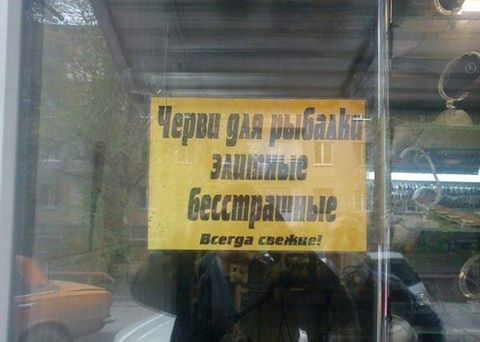 Черви для рыбалки
элитные
бесстрашные
Всегда свежие!